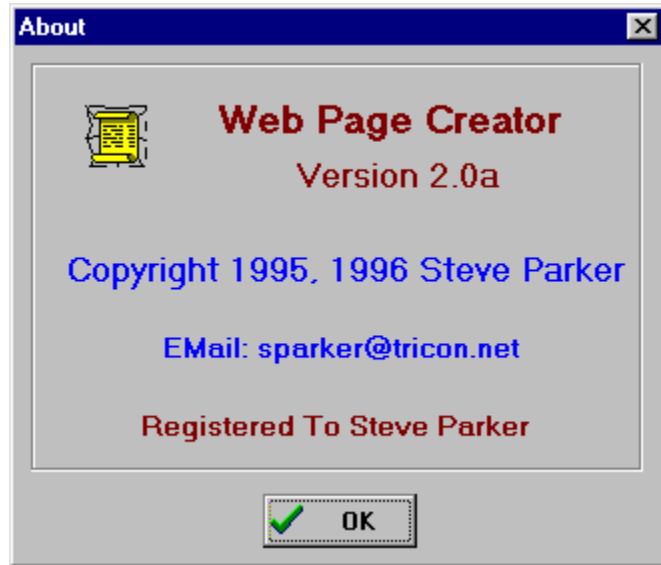 About
Web Page Creator
Version 2.0a
Copyright 1995, 1996 Steve Parker
EMail: sparker@tricon.net
Registered To Steve Parker
OK